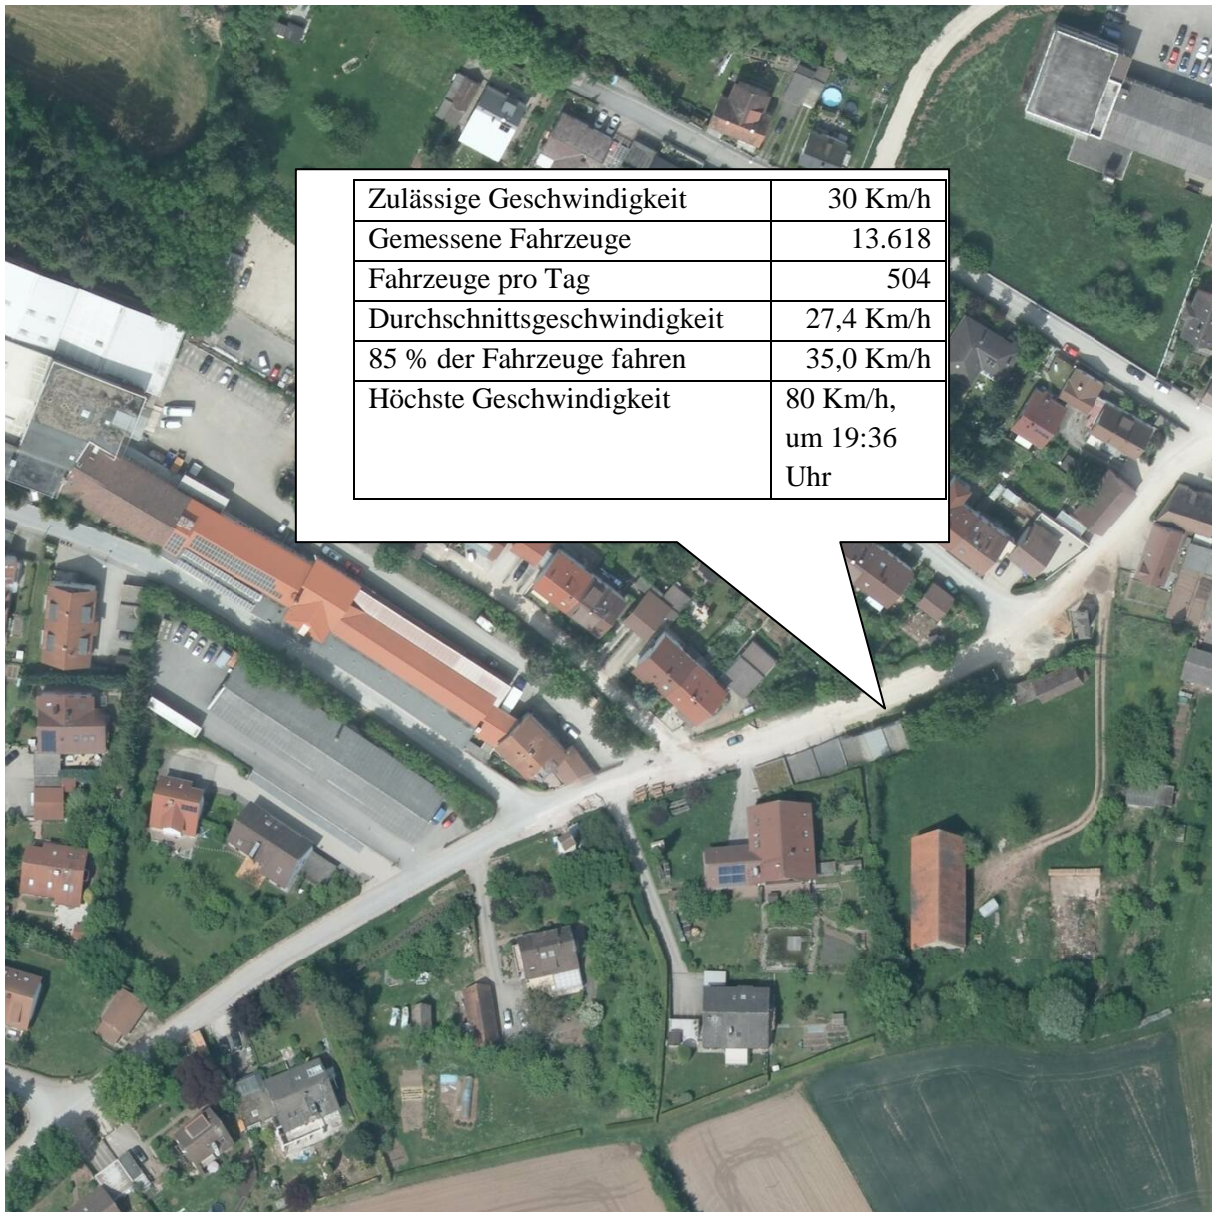 Zulässige Geschwindigkeit 30 Km/h
Gemessene Fahrzeuge 13.618
Fahrzeuge pro Tag 504
Durchschnittsgeschwindigkeit 27,4 Km/h
85 % der Fahrzeuge fahren 35,0 Km/h
Höchste Geschwindigkeit 80 Km/h,
um 19:36
Uhr